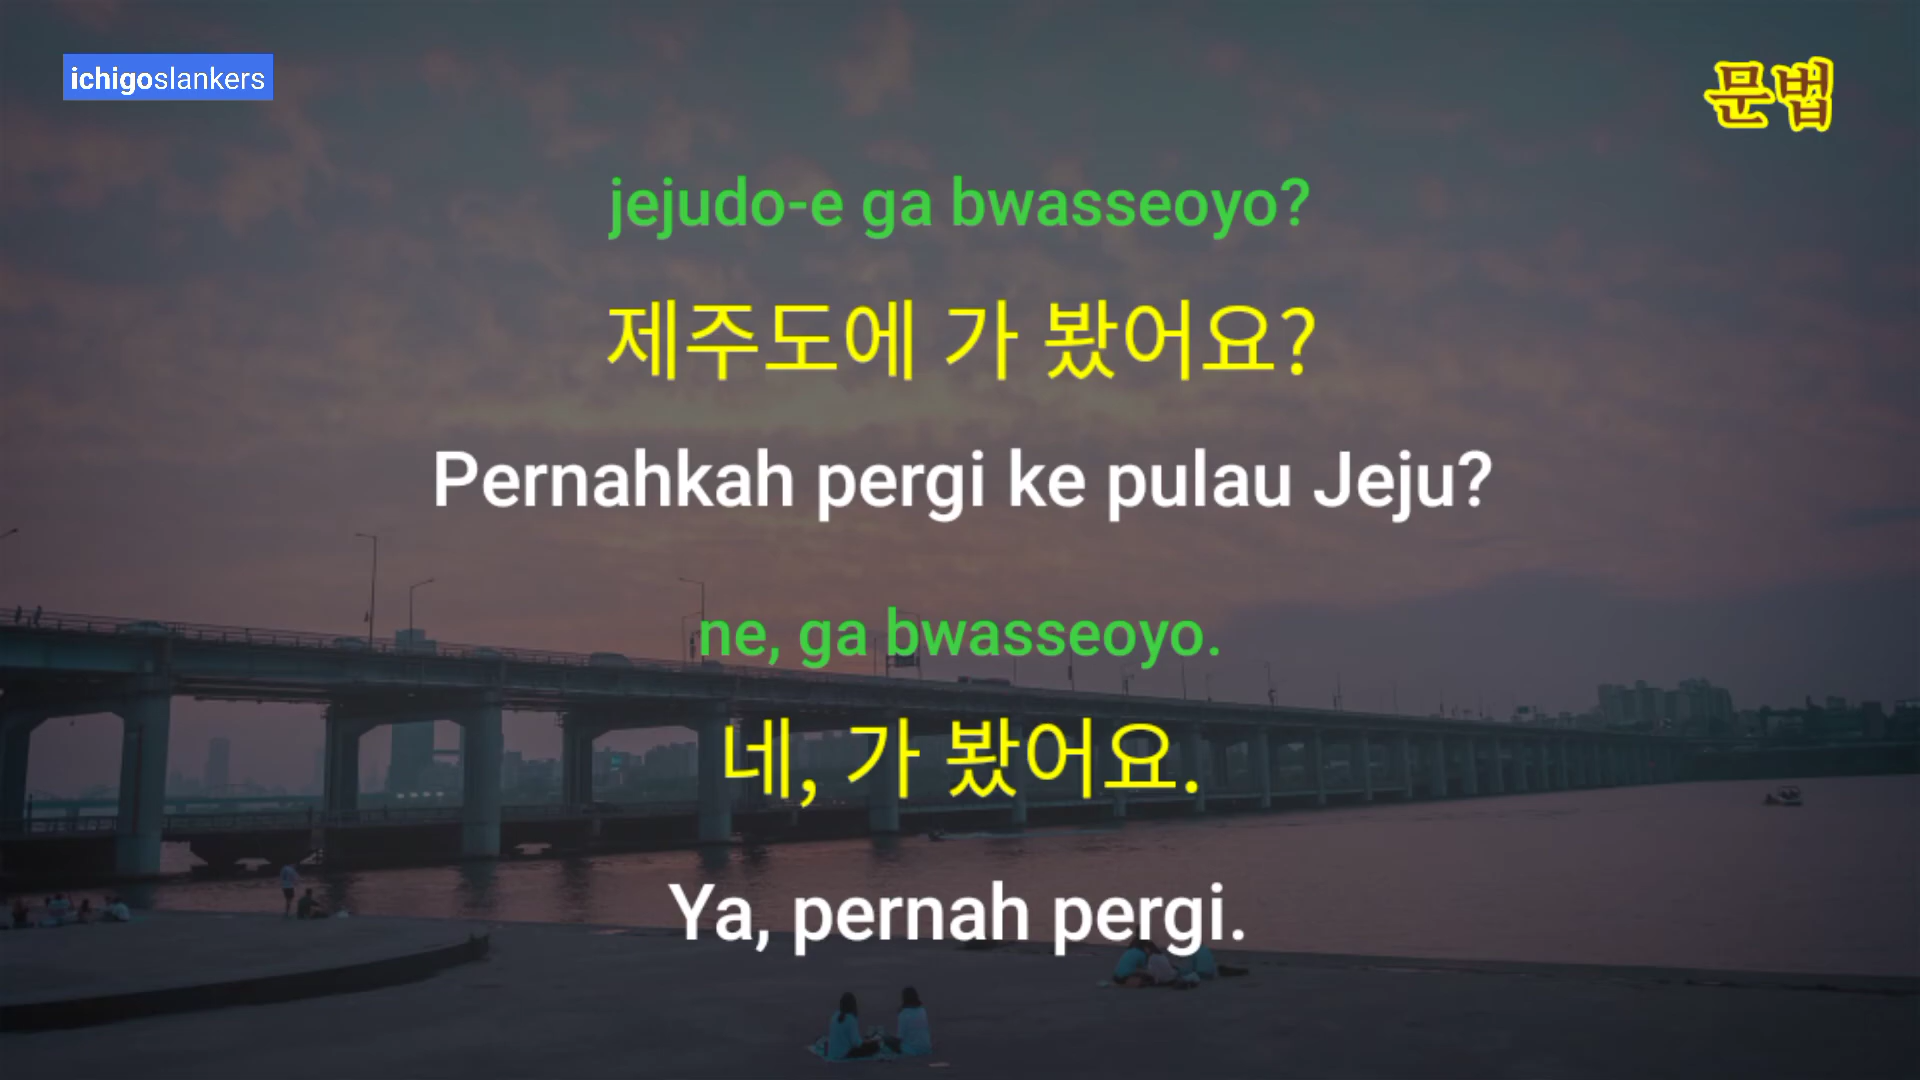 ichigoslankers
문볍
jejudo-e ga bwasseoyo?
제주도에 가 봤어요?
Pernahkah pergi ke pulau Jeju?
ne, ga bwasseoyo.
네, 가 봤어요.
Ya, pernah pergi.